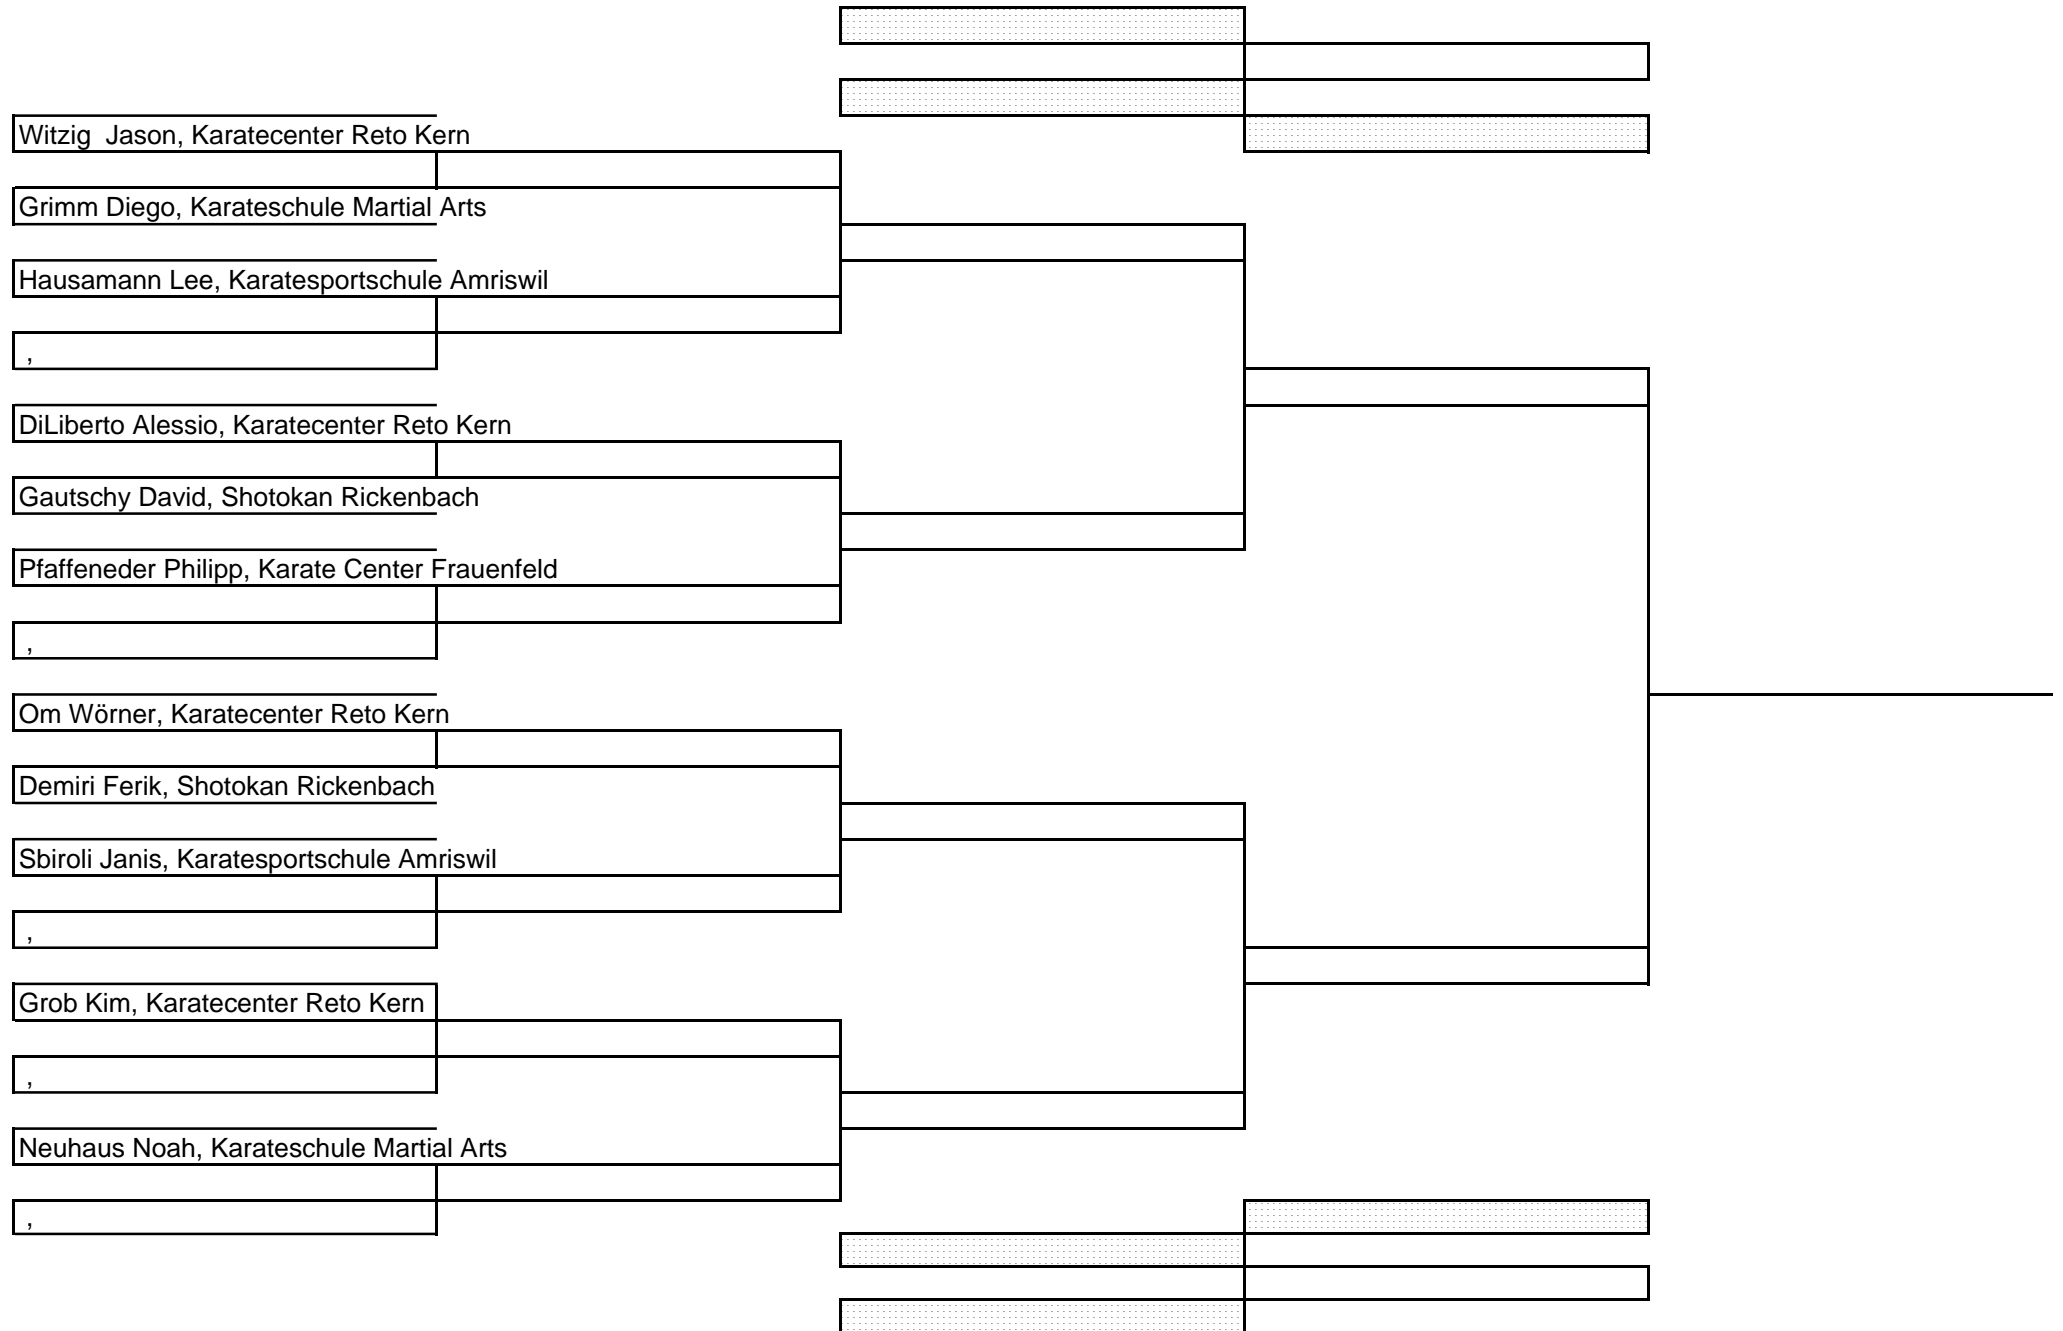 Witzig  Jason, Karatecenter Reto Kern
Grimm Diego, Karateschule Martial Arts
Hausamann Lee, Karatesportschule Amriswil
,
DiLiberto Alessio, Karatecenter Reto Kern
Gautschy David, Shotokan Rickenbach
Pfaffeneder Philipp, Karate Center Frauenfeld
,
Om Wörner, Karatecenter Reto Kern
Demiri Ferik, Shotokan Rickenbach
Sbiroli Janis, Karatesportschule Amriswil
,
Grob Kim, Karatecenter Reto Kern
,
Neuhaus Noah, Karateschule Martial Arts
,